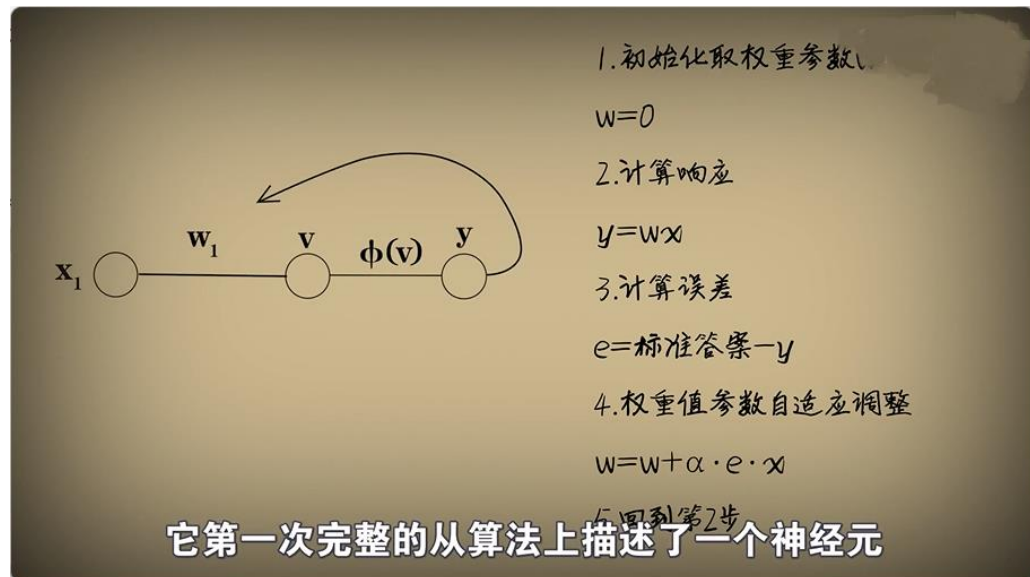 1.初始化取权重参数
w=0
2.计算响应
y=wx
3.计算误差
e=标准答案-y
4.权重值参数自适应调整
w=w+α·e·x
5.回到第2步
x₁
w₁
v
ϕ(v)
y
它第一次完整的从算法上描述了一个神经元